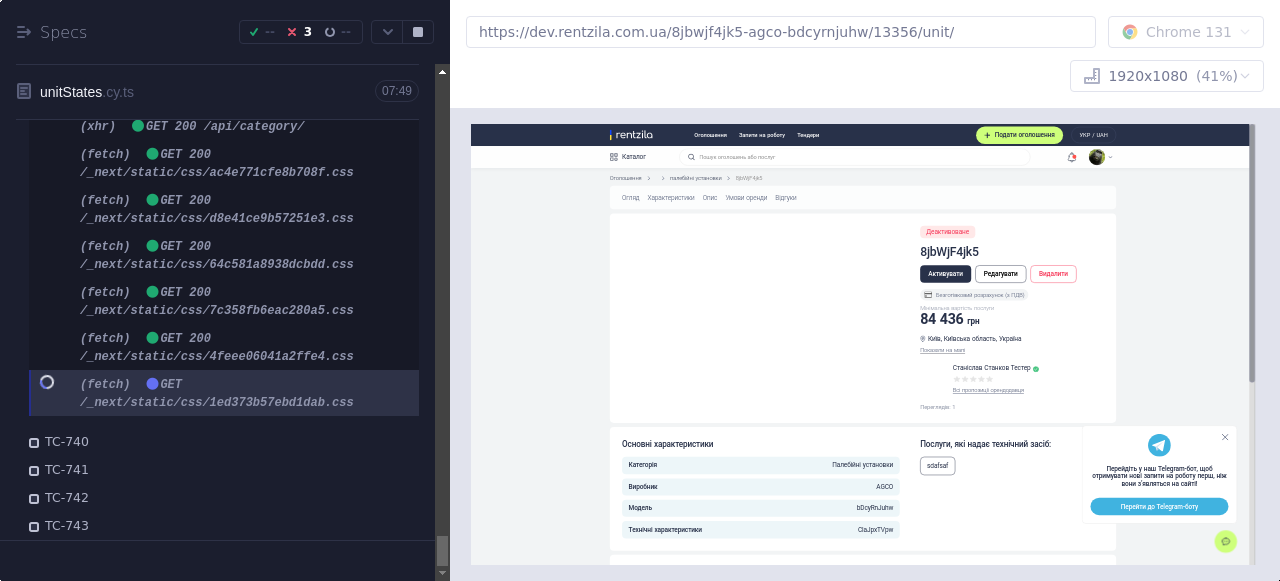 Specs
--
3
--
https://dev.rentzila.com.ua/8jbwjf4jk5-agco-bdcyrnjuhw/13356/unit/
Chrome 131
1920x1080 (41%)
unitStates.cy.ts
07:49
(xhr) GET 200 /api/category/
(fetch) GET 200
/_next/static/css/ac4e771cfe8b708f.css
(fetch) GET 200
/_next/static/css/d8e41ce9b57251e3.css
(fetch) GET 200
/_next/static/css/64c581a8938dcbdd.css
(fetch) GET 200
/_next/static/css/7c358fb6eac280a5.css
(fetch) GET 200
/_next/static/css/4feee06041a2ffe4.css
(fetch) GET
/_next/static/css/1ed373b57ebd1dab.css
TC-740
TC-741
TC-742
TC-743
rentzila
Оголошення
Запити на роботу
Тендери
+ Подати оголошення
УКР / UAH
Каталог
Пошук оголошень або послуг
Оголошення > > Палебійні установки > 8jbWjF4jk5
Огляд Характеристики Опис Умови оренди Відгуки
Деактивоване
8jbWjF4jk5
Активувати
Редагувати
Видалити
Безготівковий розрахунок (з ПДВ)
Мінімальна вартість послуги
84 436 грн
Київ, Київська область, Україна
Показати на мапі
Станіслав Станков Тестер
Всі пропозиції орендодавця
Переглядів: 1
Основні характеристики
Категорія Палебійні установки
Виробник AGCO
Модель bDcyRnJuhw
Технічні характеристики ClaJpxTVpw
Послуги, які надає технічний засіб:
sdafsaf
Перейдіть у наш Telegram-бот, щоб
отримувати нові запити на роботу перш, ніж
вони з'являться на сайті!
Перейти до Telegram-боту